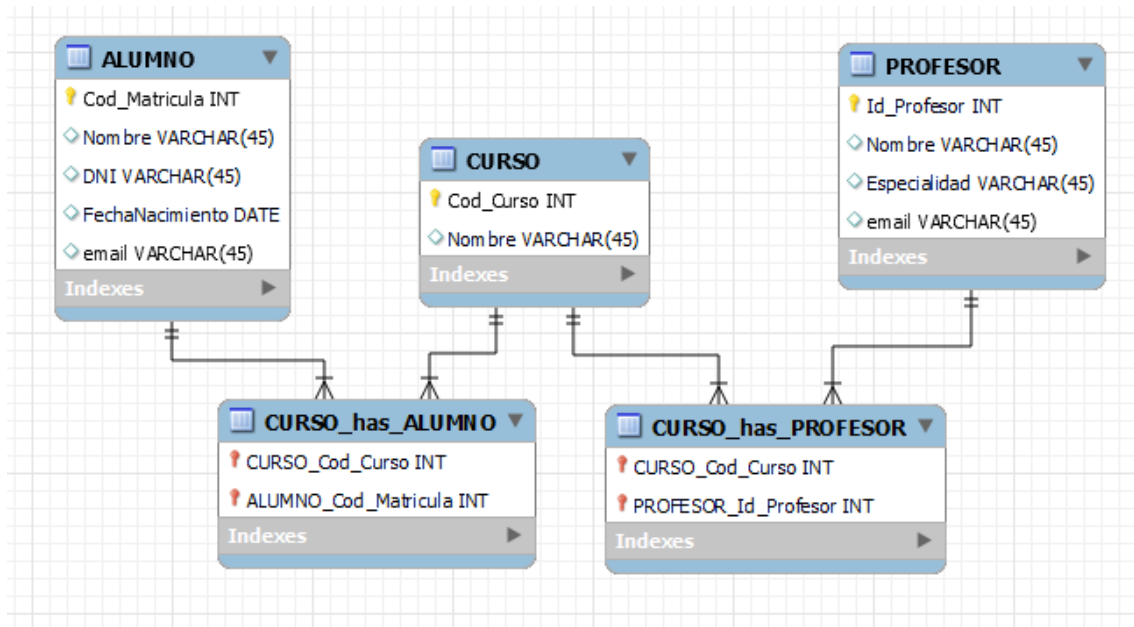 ALUMNO
Cod_Matricula INT
Nombre VARCHAR(45)
DNI VARCHAR(45)
FechaNacimiento DATE
email VARCHAR(45)
Indexes
CURSO
Cod_Curso INT
Nombre VARCHAR(45)
Indexes
PROFESOR
Id_Profesor INT
Nombre VARCHAR(45)
Especialidad VARCHAR(45)
email VARCHAR(45)
Indexes
CURSO_has_ALUMNO
CURSO_Cod_Curso INT
ALUMNO_Cod_Matricula INT
Indexes
CURSO_has_PROFESOR
CURSO_Cod_Curso INT
PROFESOR_Id_Profesor INT
Indexes